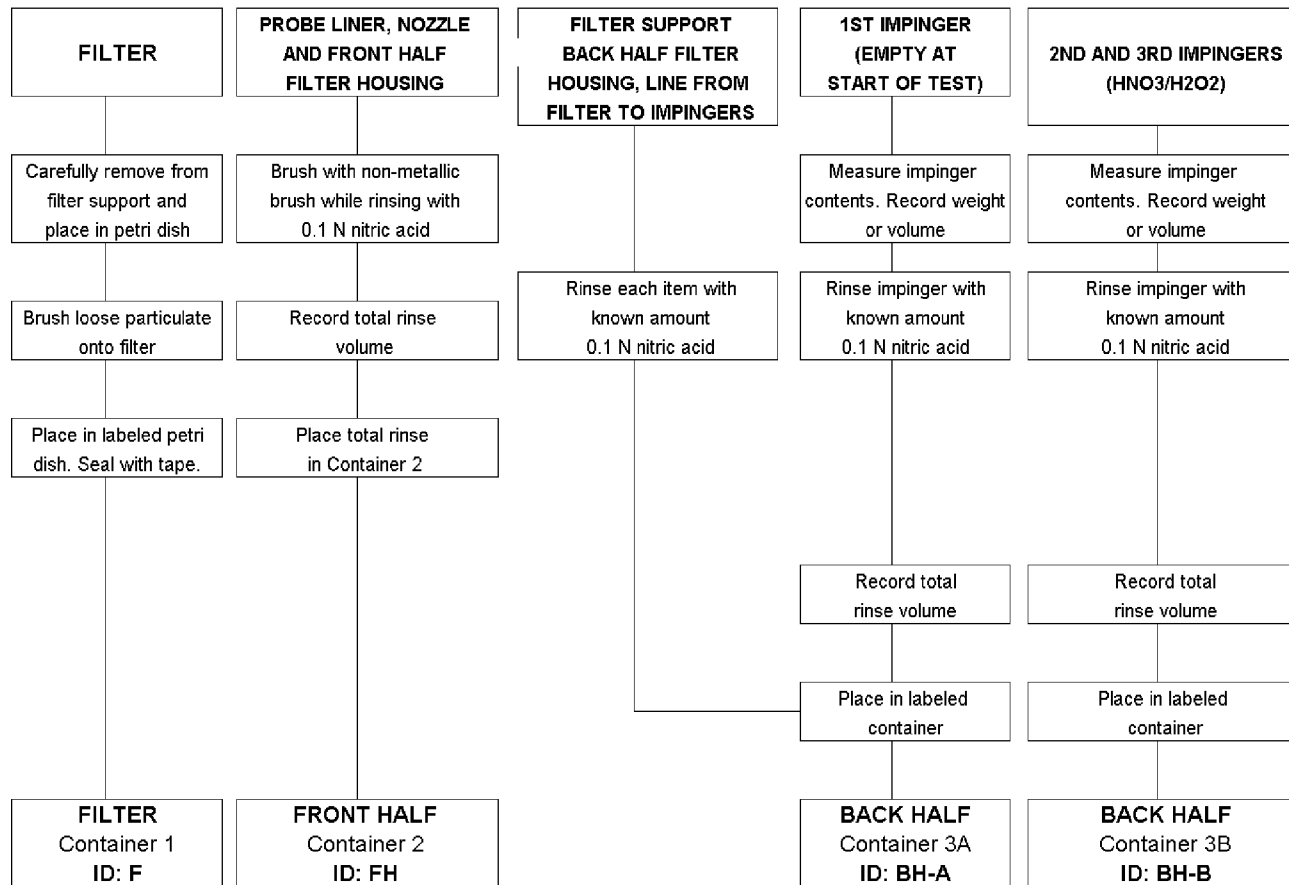 FILTER
PROBE LINER, NOZZLE
AND FRONT HALF
FILTER HOUSING
FILTER SUPPORT
BACK HALF FILTER
HOUSING, LINE FROM
FILTER TO IMPINGERS
1ST IMPINGER
(EMPTY AT
START OF TEST)
2ND AND 3RD IMPINGERS
(HNO3/H2O2)
Carefully remove from
filter support and
place in petri dish
Brush with non-metallic
brush while rinsing with
0.1 N nitric acid
Measure impinger
contents. Record weight
or volume
Measure impinger
contents. Record weight
or volume
Brush loose particulate
onto filter
Record total rinse
volume
Rinse each item with
known amount
0.1 N nitric acid
Rinse impinger with
known amount
0.1 N nitric acid
Rinse impinger with
known amount
0.1 N nitric acid
Place in labeled petri
dish. Seal with tape.
Place total rinse
in Container 2
Record total
rinse volume
Record total
rinse volume
Place in labeled
container
Place in labeled
container
FILTER
Container 1
ID: F
FRONT HALF
Container 2
ID: FH
BACK HALF
Container 3A
ID: BH-A
BACK HALF
Container 3B
ID: BH-B